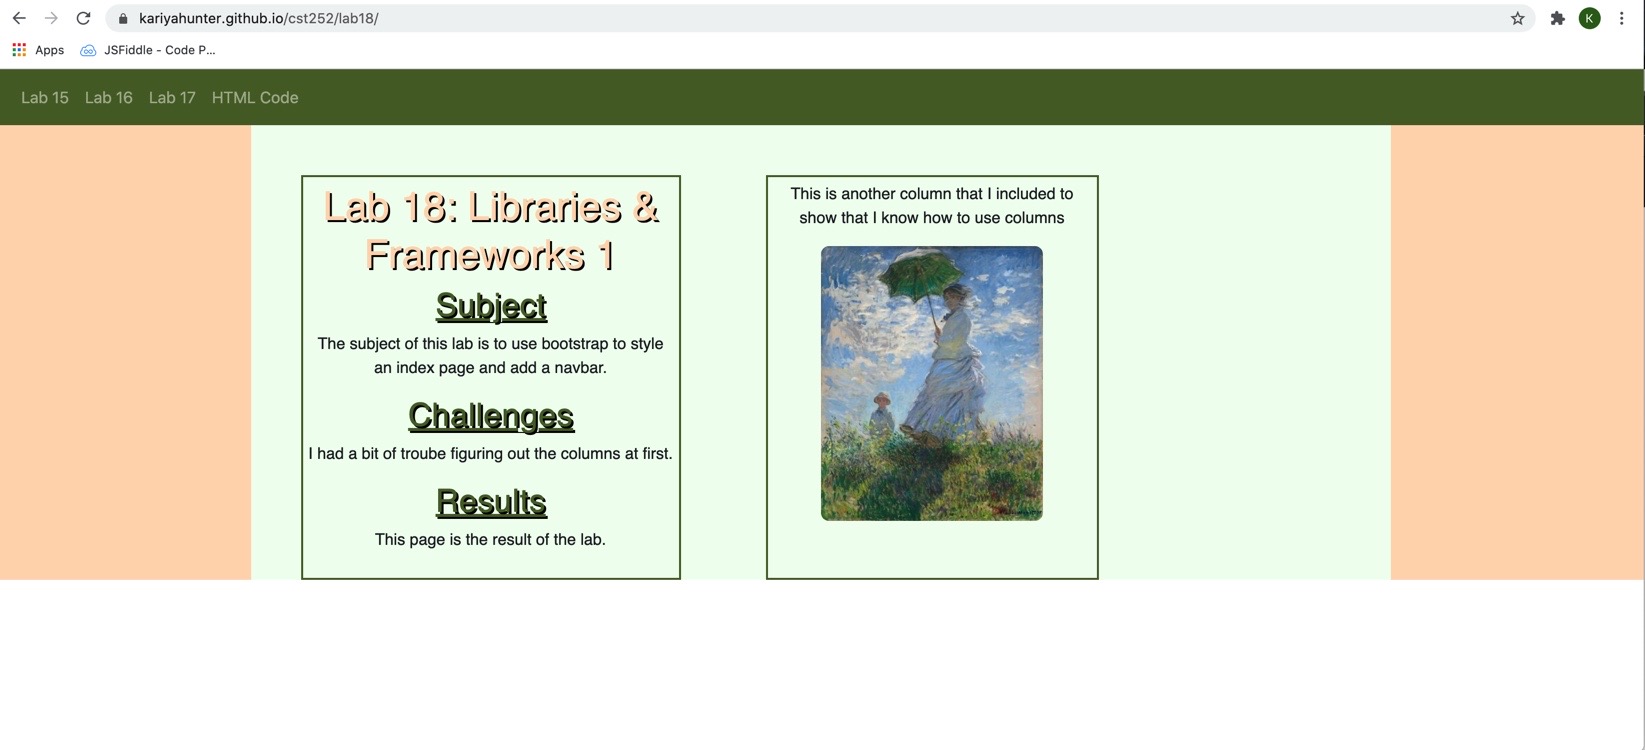 kariyahunter.github.io/cst252/lab18/
K
Apps
JSFiddle - Code P...
Lab 15 Lab 16 Lab 17 HTML Code
Lab 18: Libraries &
Frameworks 1
Subject
The subject of this lab is to use bootstrap to style
an index page and add a navbar.
Challenges
I had a bit of troube figuring out the columns at first.
Results
This page is the result of the lab.
This is another column that I included to
show that I know how to use columns